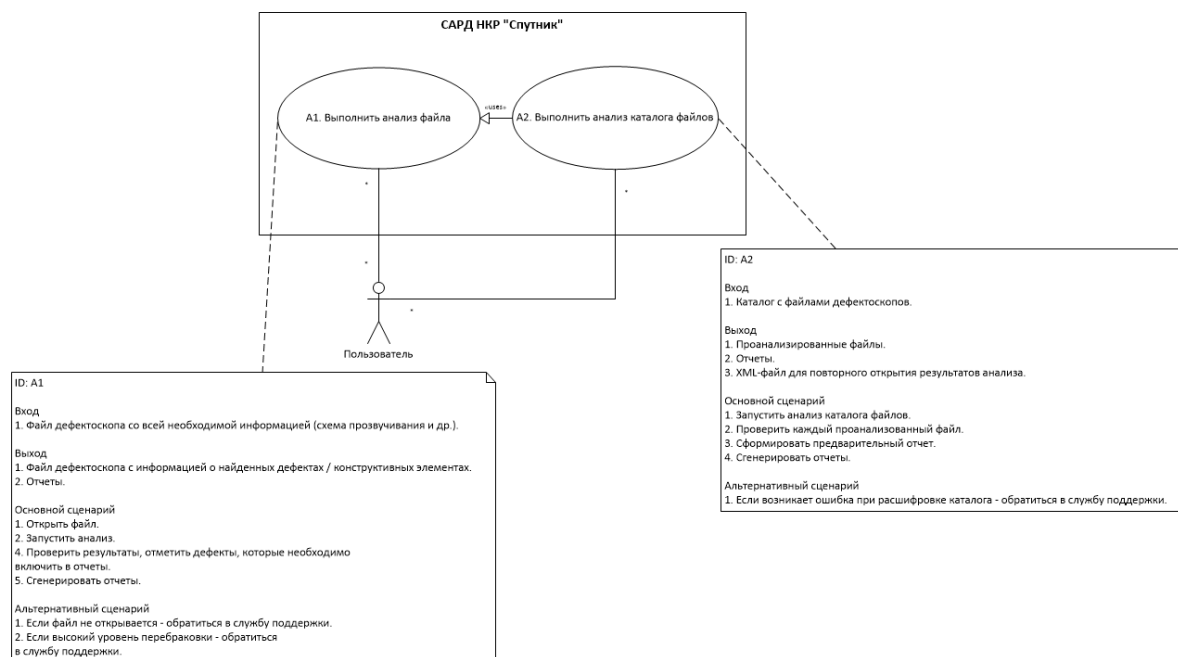 САРД НКР "Спутник"
А1. Выполнить анализ файла
«uses»
А2. Выполнить анализ каталога файлов
*
*
*
*
Пользователь
ID: A2
Вход
1. Каталог с файлами дефектоскопов.
Выход
1. Проанализированные файлы.
2. Отчеты.
3. XML-файл для повторного открытия результатов анализа.
Основной сценарий
1. Запустить анализ каталога файлов.
2. Проверить каждый проанализированный файл.
3. Сформировать предварительный отчет.
4. Сгенерировать отчеты.
Альтернативный сценарий
1. Если возникает ошибка при расшифровке каталога - обратиться в службу поддержки.
ID: A1
Вход
1. Файл дефектоскопа со всей необходимой информацией (схема прозвучивания и др.).
Выход
1. Файл дефектоскопа с информацией о найденных дефектах / конструктивных элементах.
2. Отчеты.
Основной сценарий
1. Открыть файл.
2. Запустить анализ.
4. Проверить результаты, отметить дефекты, которые необходимо
включить в отчеты.
5. Сгенерировать отчеты.
Альтернативный сценарий
1. Если файл не открывается - обратиться в службу поддержки.
2. Если высокий уровень перебраковки - обратиться
в службу поддержки.